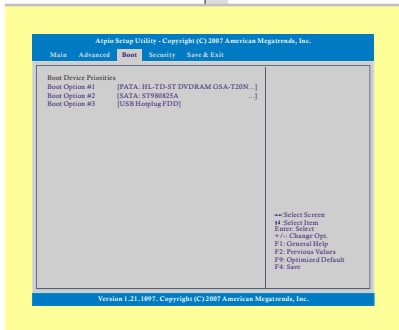 Atpio Setup Utility - Copyright (C) 2007 American Megatrends, Inc.
Main Advanced Boot Security Save & Exit
Boot Device Priorities
Boot Option #1 [PATA: HL-TD-ST DVDRAM GSA-T20N...]
Boot Option #2 [SATA: ST980825A ...]
Boot Option #3 [USB Hotplug FDD]
→←:Select Screen
↑↓:Select Item
Enter: Select
+/-: Change Opt.
F1: General Help
F2: Previous Values
F9: Optimized Default
F4: Save
Version 1.21.1097. Copyright (C) 2007 American Megatrends, Inc.